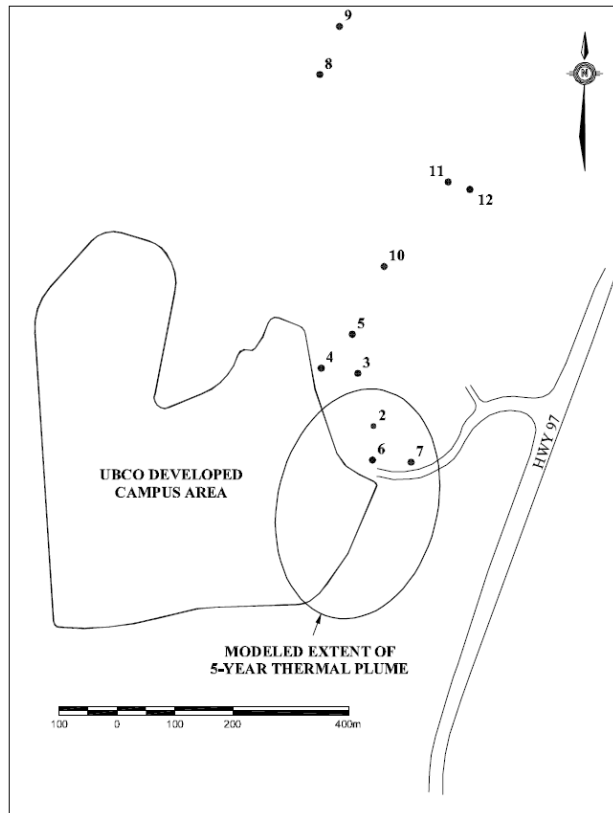 9
8
N
11
12
10
5
4
3
2
6
7
UBCO DEVELOPED
CAMPUS AREA
HWY 97
MODELED EXTENT OF
5-YEAR THERMAL PLUME
100 0 100 200 400m